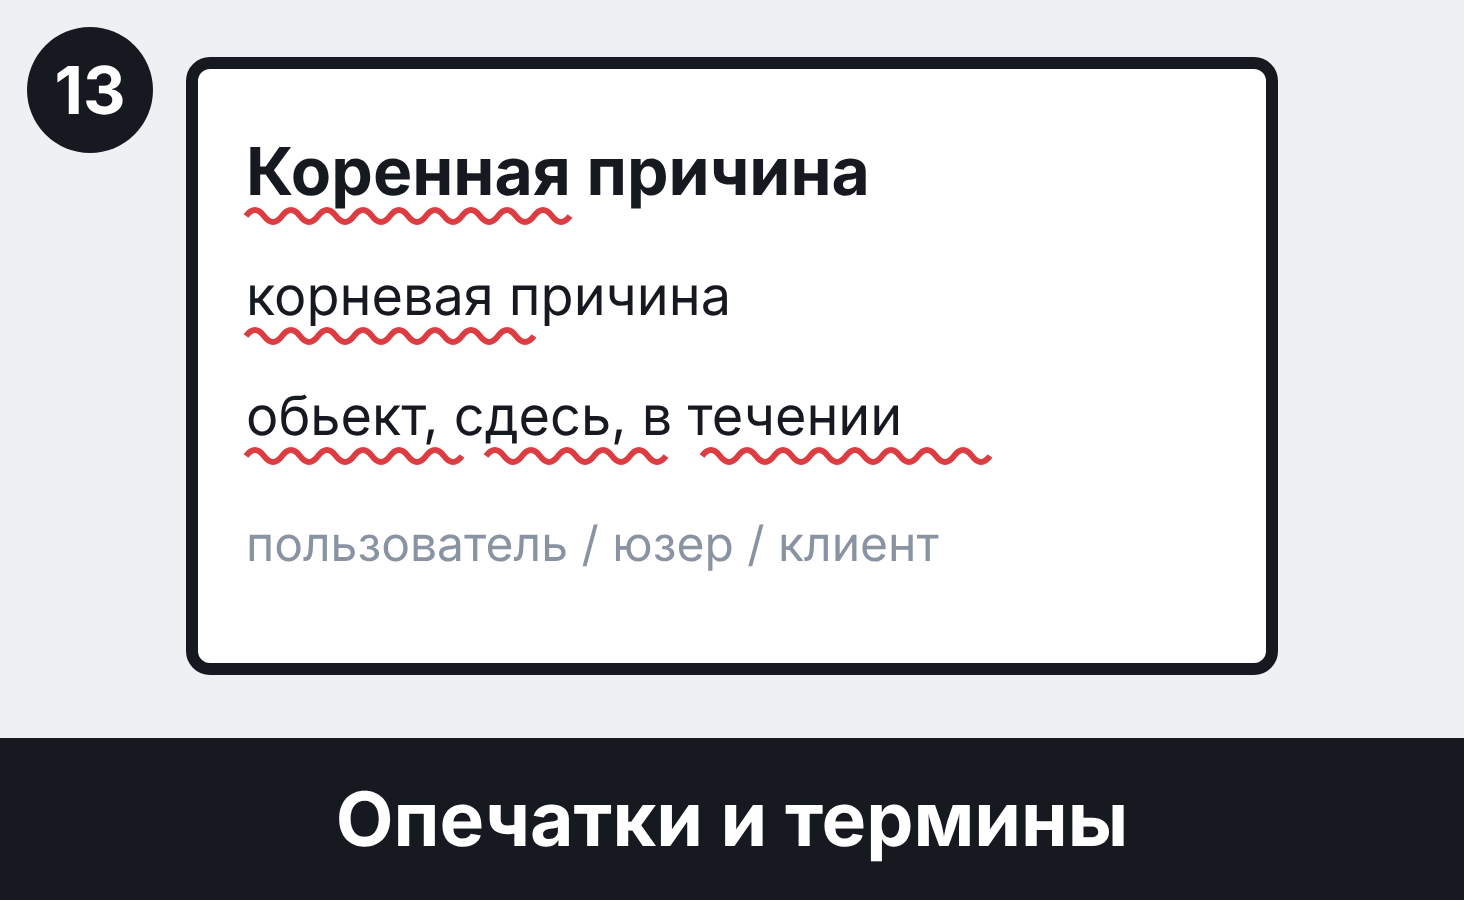 13
Коренная причина
корневая причина
обьект, сдесь, в течении
пользователь / юзер / клиент
Опечатки и термины